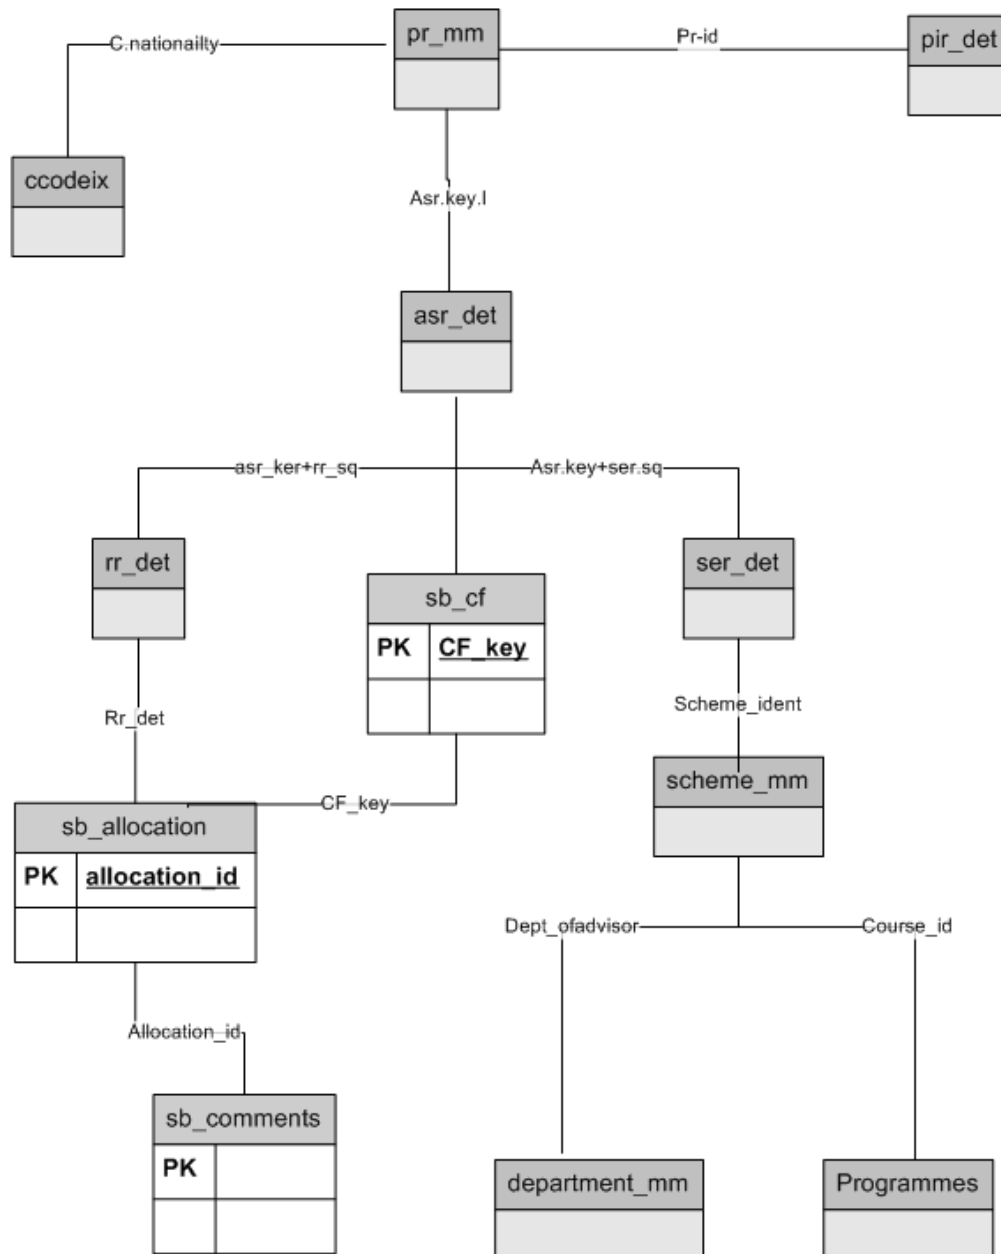 pr_mm
Pr-id
pir_det
C.nationailty
ccodeix
Asr.key.I
asr_det
asr_ker+rr_sq
Asr.key+ser.sq
rr_det
sb_cf
PK CF_key
ser_det
Rr_det
Scheme_ident
CF_key
scheme_mm
sb_allocation
PK allocation_id
Dept_ofadvisor
Course_id
Allocation_id
sb_comments
PK
department_mm
Programmes